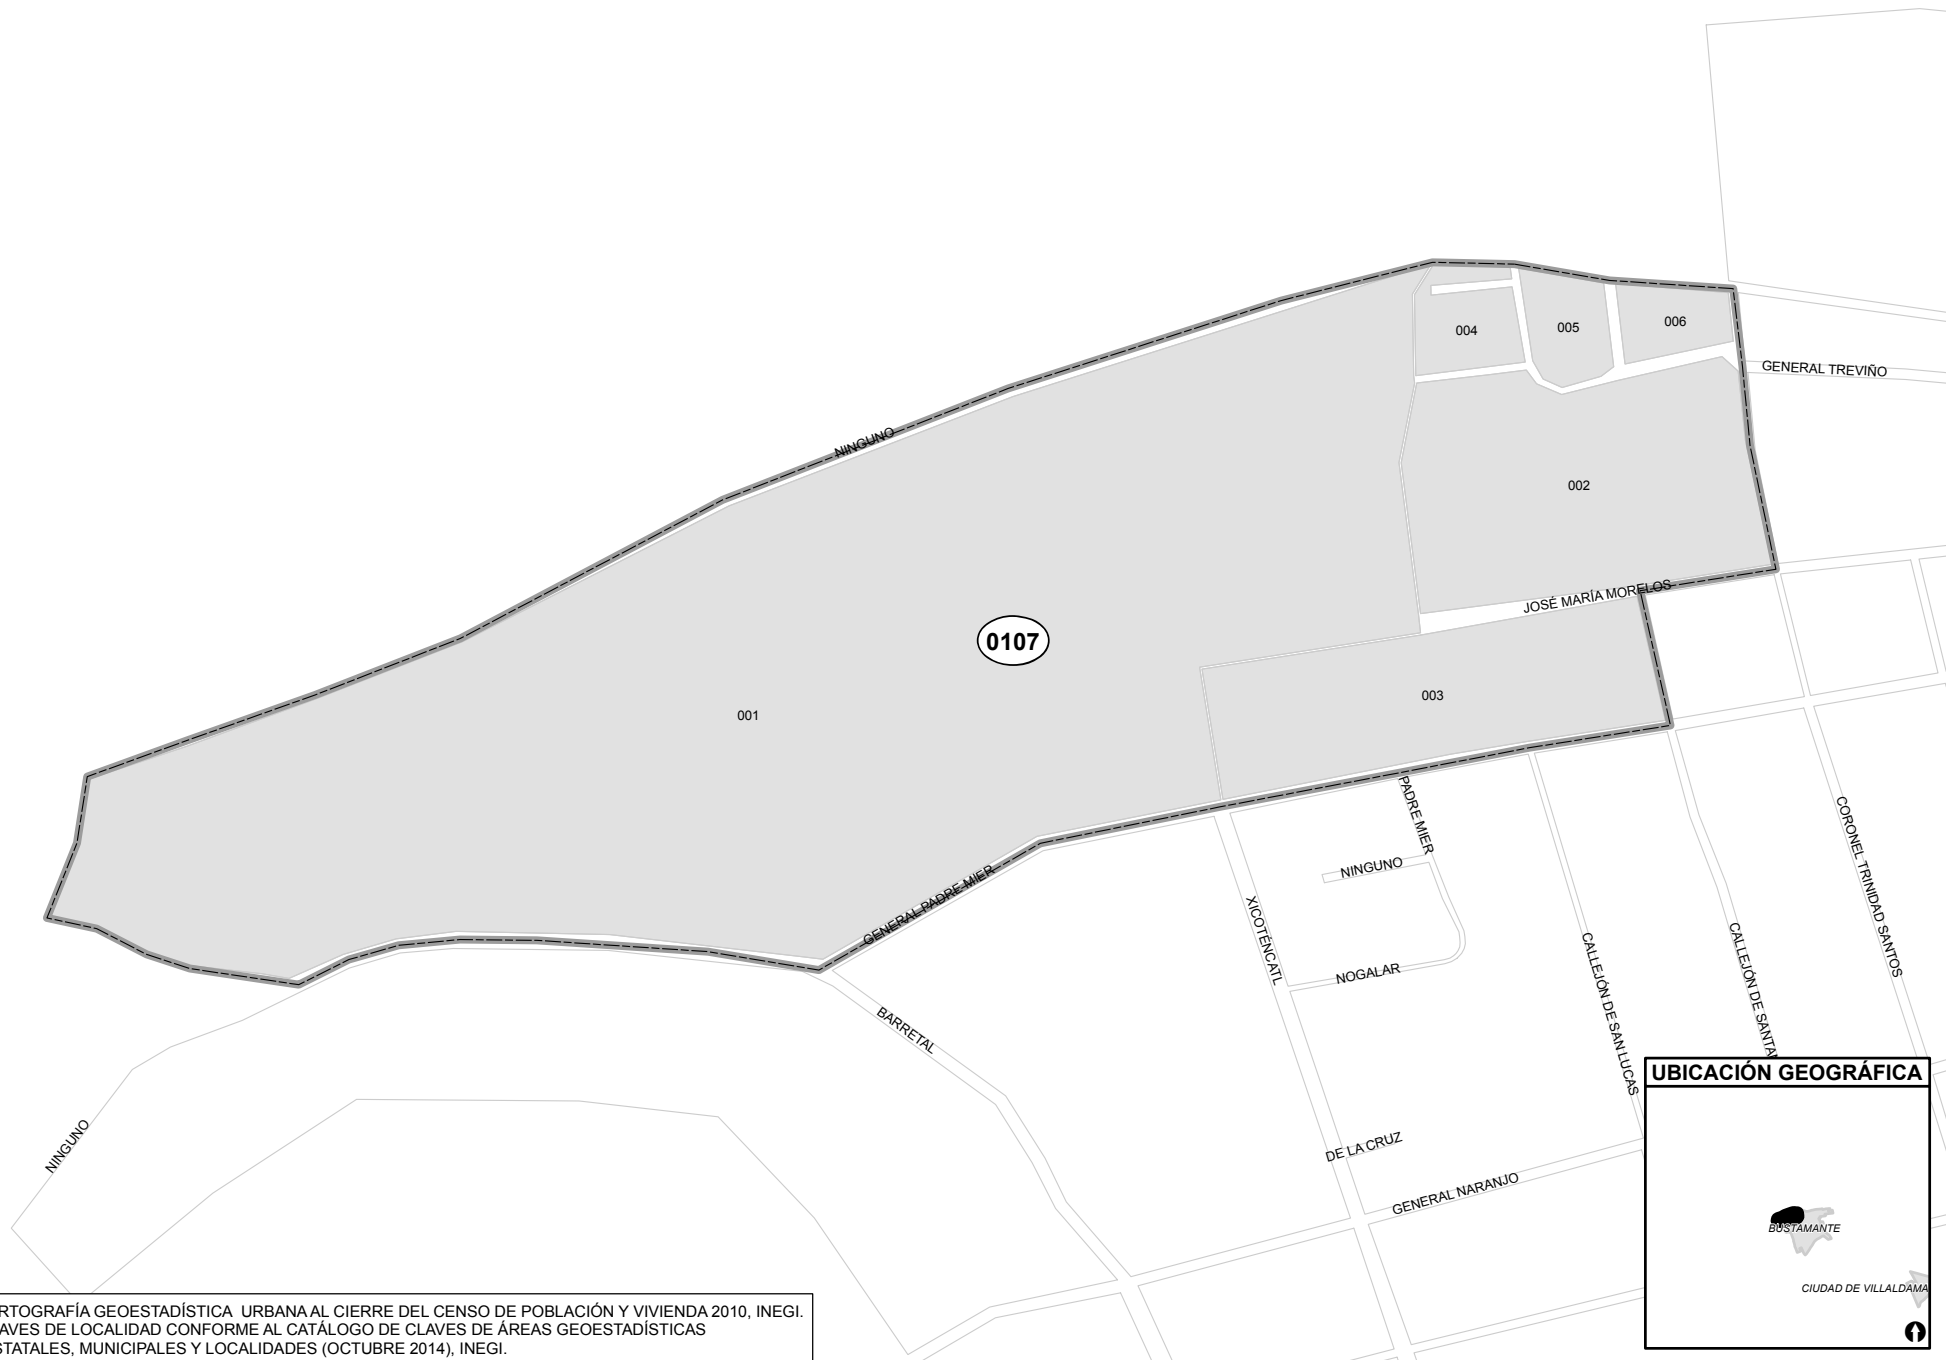 004
005
006
GENERAL TREVIÑO
NINGUNO
002
JOSÉ MARÍA MORELOS
0107
003
001
PADRE MIER
CORONEL TRINIDAD SANTOS
NINGUNO
GENERAL PADRE MIER
XICOTÉNCATL
CALLEJÓN DE SAN LUCAS
CALLEJÓN DE SANTA
NOGALAR
BARRETAL
UBICACIÓN GEOGRÁFICA
NINGUNO
DE LA CRUZ
GENERAL NARANJO
BUSTAMANTE
CIUDAD DE VILLALDAMA
RTOGRAFÍA GEOESTADÍSTICA URBANA AL CIERRE DEL CENSO DE POBLACIÓN Y VIVIENDA 2010, INEGI.
AVES DE LOCALIDAD CONFORME AL CATÁLOGO DE CLAVES DE ÁREAS GEOESTADÍSTICAS
STATALES, MUNICIPALES Y LOCALIDADES (OCTUBRE 2014), INEGI.